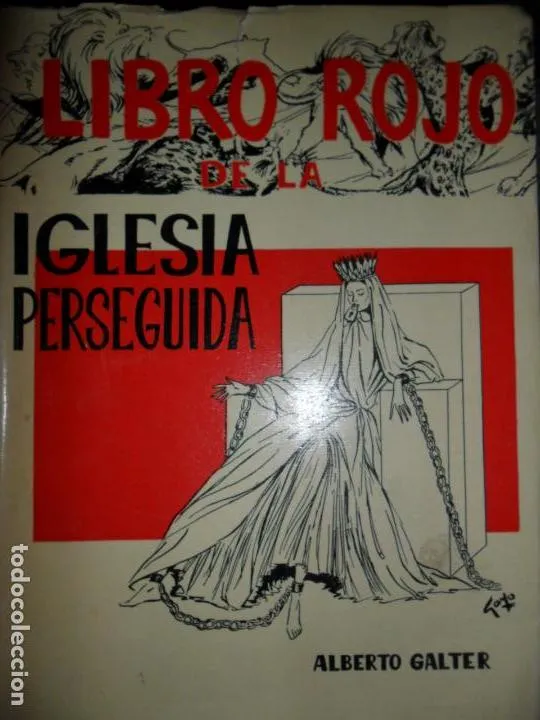 LIBRO ROJO
DE LA
IGLESIA
PERSEGUIDA
ALBERTO GALTER
todocoleccion